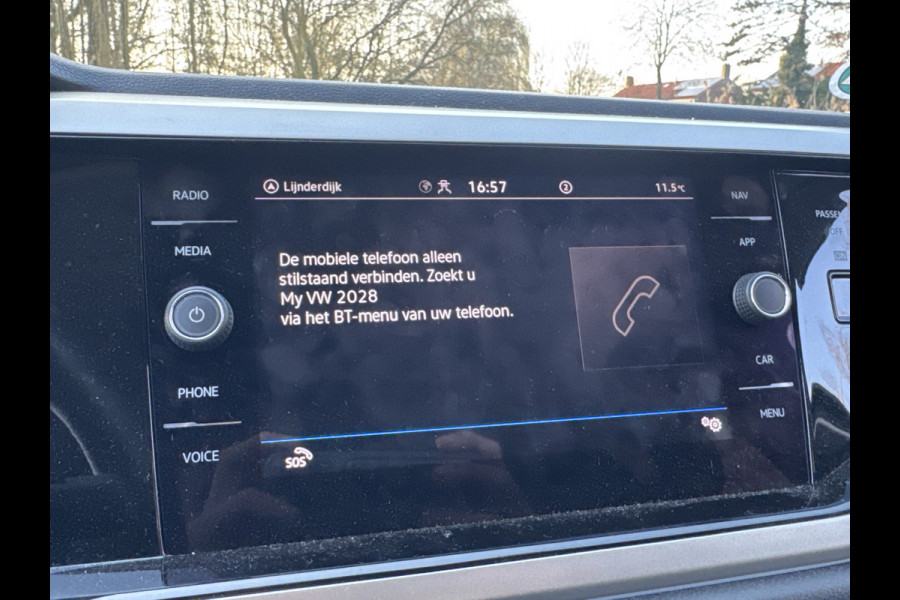 RADIO
MEDIA
PHONE
VOICE
Lijnderdijk
16:57
2
11.5°C
De mobiele telefoon alleen
stilstaand verbinden. Zoekt u
My VW 2028
via het BT-menu van uw telefoon.
SOS
NAV
APP
CAR
MENU
OFF